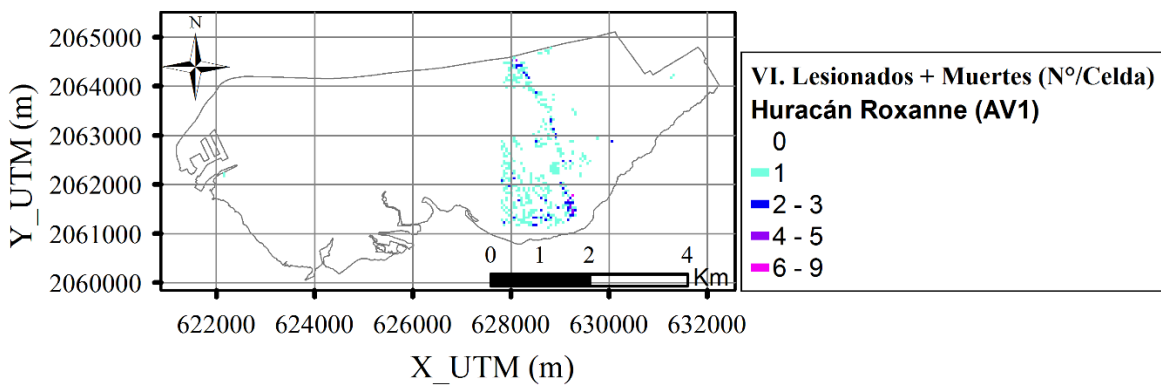 N
2065000
2064000
2063000
2062000
2061000
2060000
Y_UTM (m)
622000 624000 626000 628000 630000 632000
X_UTM (m)
0 1 2 4
Km
VI. Lesionados + Muertes (N°/Celda)
Huracán Roxanne (AV1)
0
1
2 - 3
4 - 5
6 - 9